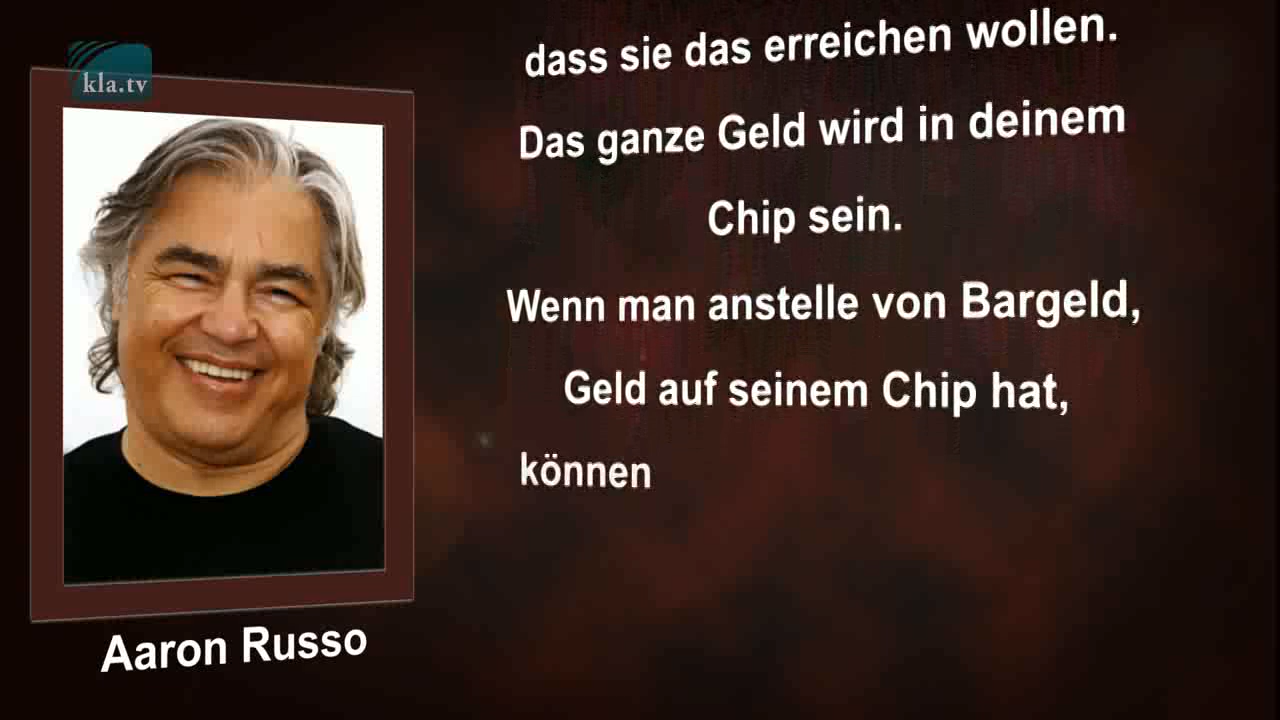 kla.tv
dass sie das erreichen wollen.
Das ganze Geld wird in deinem
Chip sein.
Wenn man anstelle von Bargeld,
Geld auf seinem Chip hat,
können
Aaron Russo